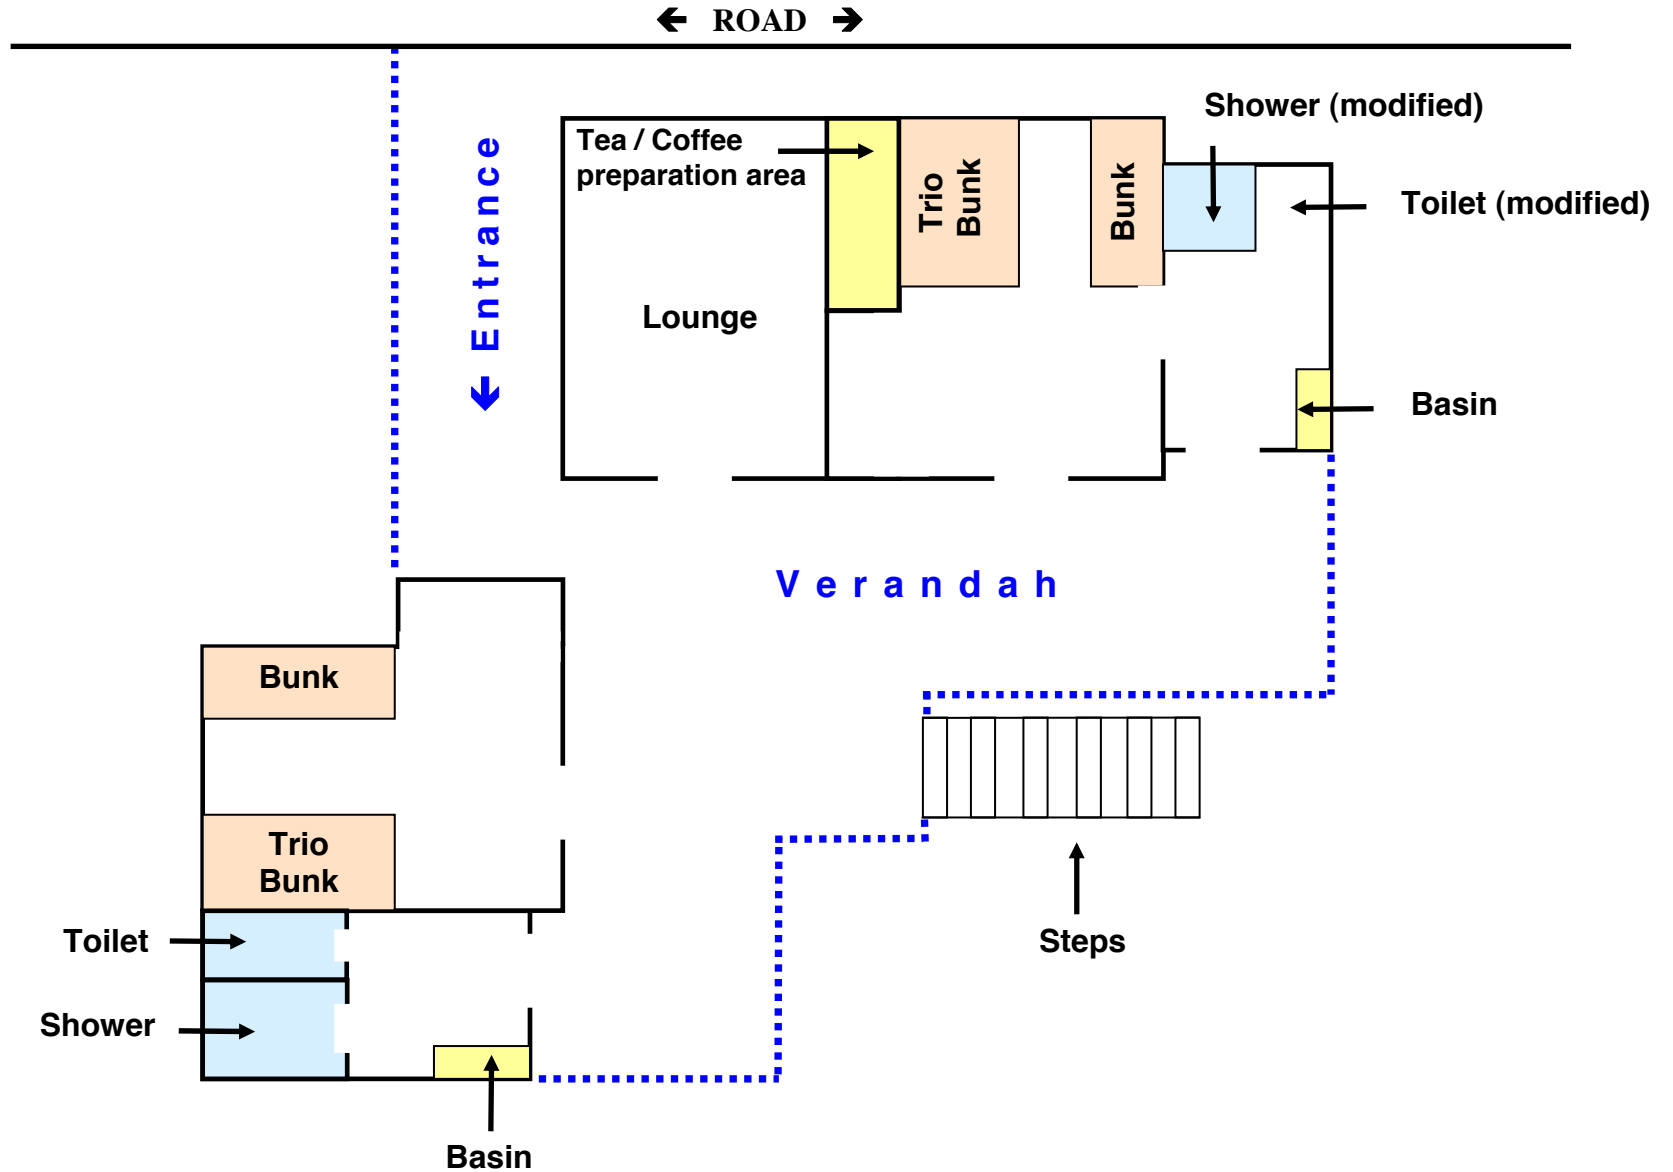 🡸 ROAD 🡺
Shower (modified)
Tea / Coffee
preparation area
Trio
Bunk
Bunk
Toilet (modified)
🡸 Entrance
Lounge
Basin
Verandah
Bunk
Trio
Bunk
Toilet
Steps
Shower
Basin